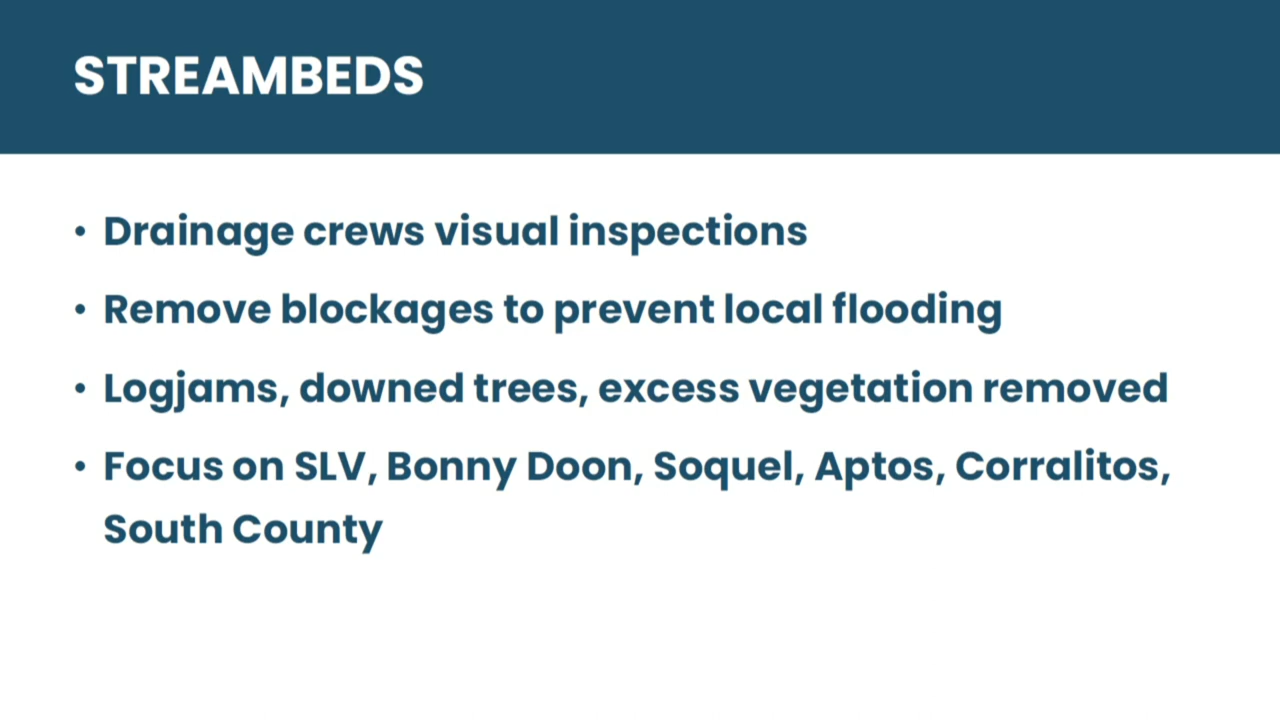 STREAMBEDS
• Drainage crews visual inspections
• Remove blockages to prevent local flooding
• Logjams, downed trees, excess vegetation removed
• Focus on SLV, Bonny Doon, Soquel, Aptos, Corralitos,
South County